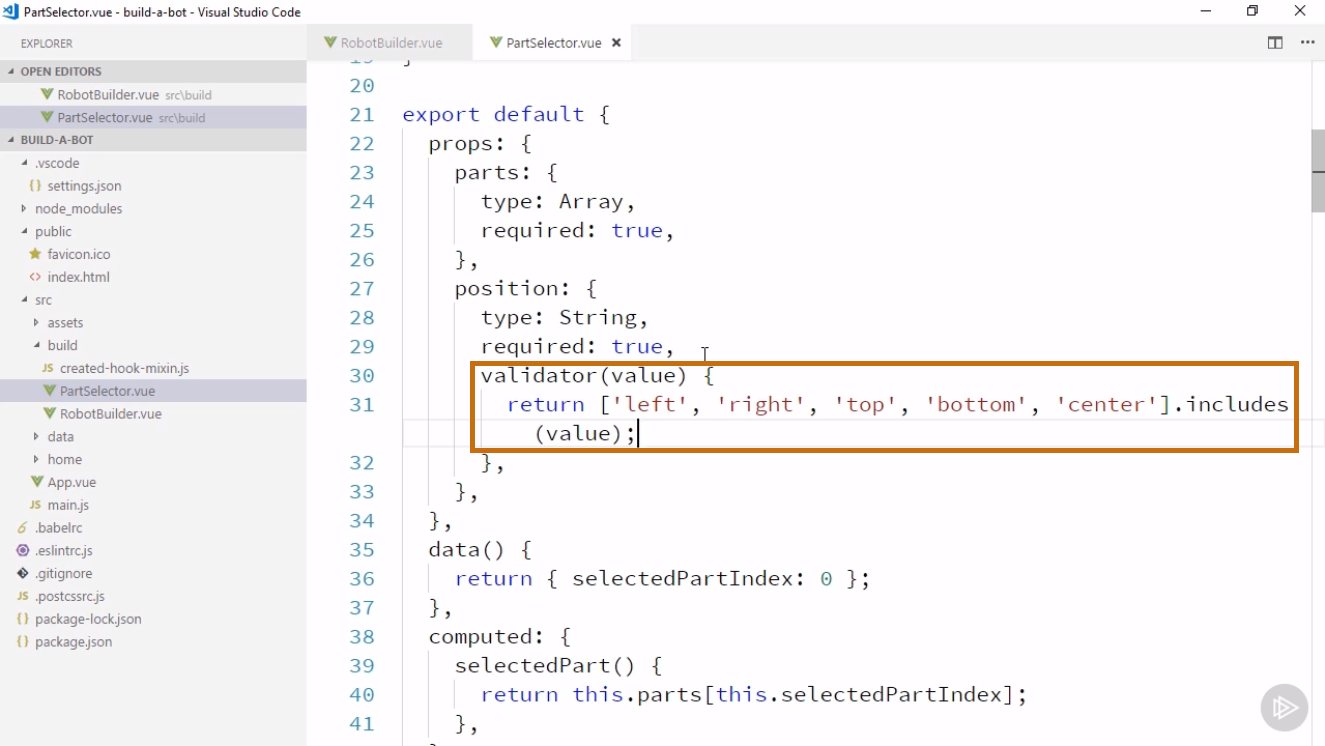 PartSelector.vue - build-a-bot - Visual Studio Code
EXPLORER
OPEN EDITORS
RobotBuilder.vue src\build
PartSelector.vue src\build
BUILD-A-BOT
.vscode
{} settings.json
node_modules
public
favicon.ico
<> index.html
src
assets
build
JS created-hook-mixin.js
PartSelector.vue
RobotBuilder.vue
data
home
App.vue
JS main.js
.babelrc
.eslintrc.js
.gitignore
JS .postcssrc.js
{} package-lock.json
{} package.json
RobotBuilder.vue
PartSelector.vue
19 }
20
21 export default {
22 props: {
23 parts: {
24 type: Array,
25 required: true,
26 },
27 position: {
28 type: String,
29 required: true,
30 validator(value) {
31 return ['left', 'right', 'top', 'bottom', 'center'].includes
(value);
32 },
33 },
34 },
35 data() {
36 return { selectedPartIndex: 0 };
37 },
38 computed: {
39 selectedPart() {
40 return this.parts[this.selectedPartIndex];
41 },